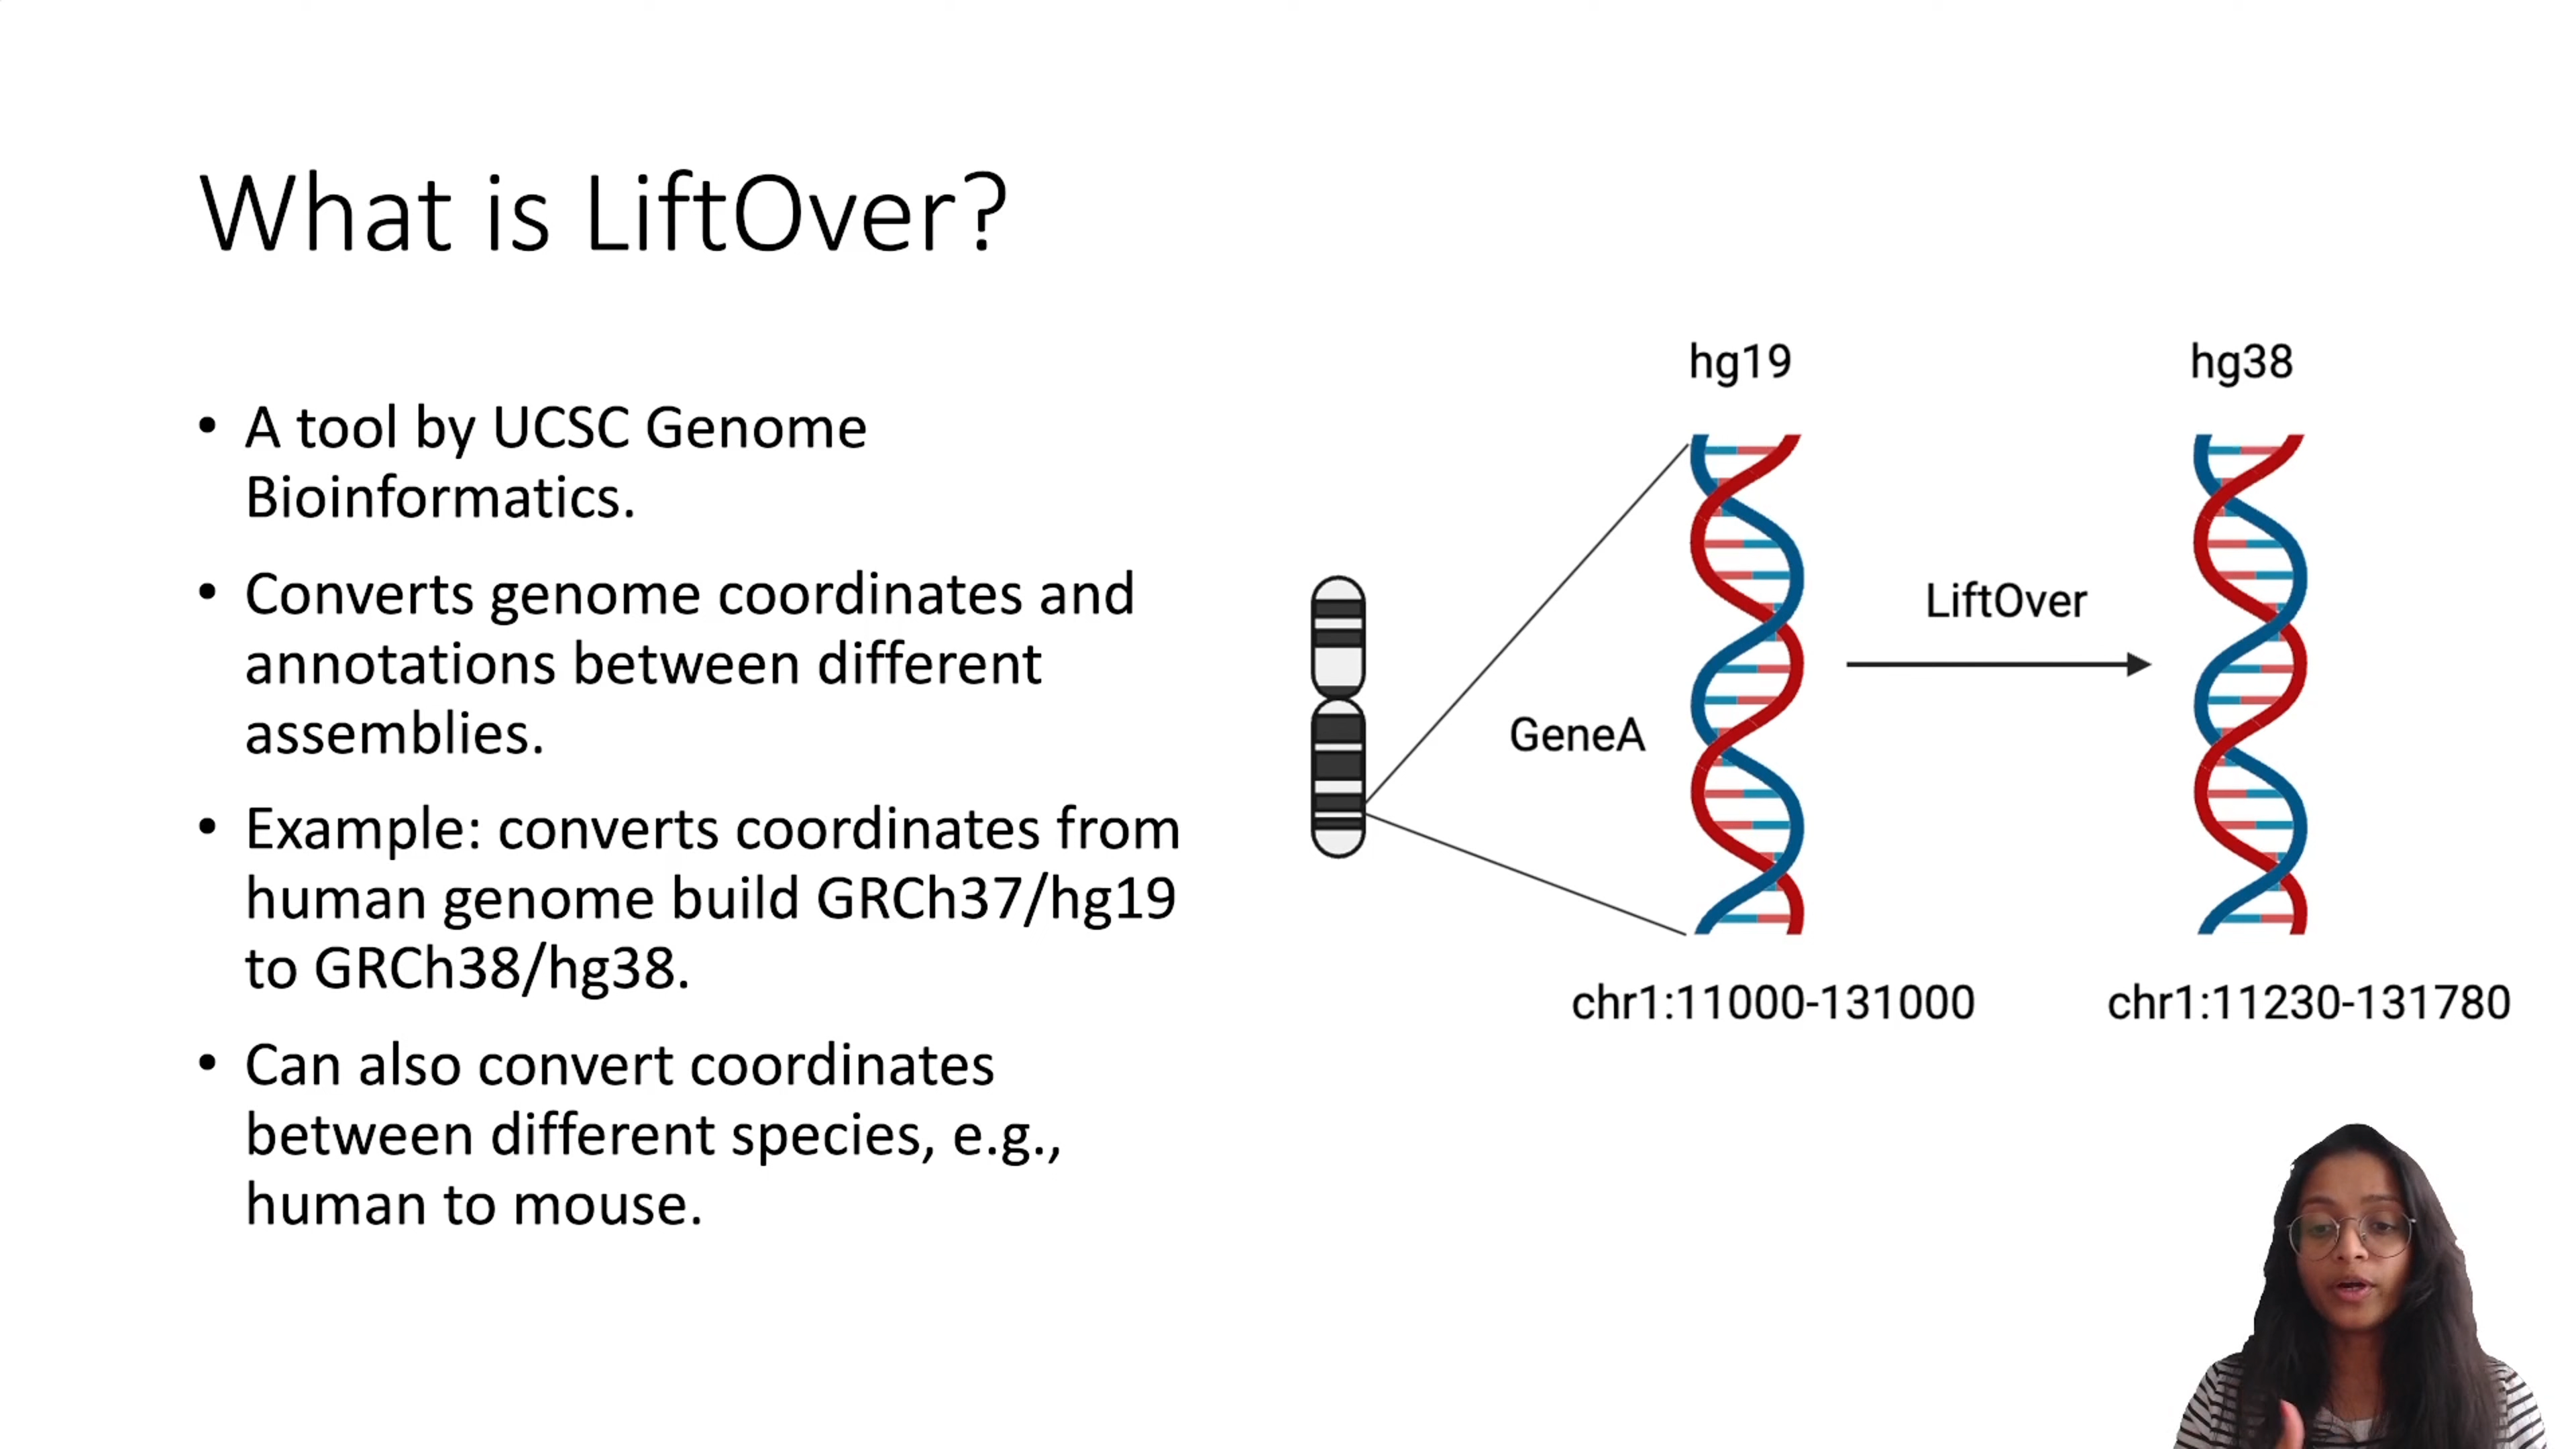 What is LiftOver?
• A tool by UCSC Genome
Bioinformatics.
• Converts genome coordinates and
annotations between different
assemblies.
• Example: converts coordinates from
human genome build GRCh37/hg19
to GRCh38/hg38.
• Can also convert coordinates
between different species, e.g.,
human to mouse.
hg19
hg38
LiftOver
GeneA
chr1:11000-131000
chr1:11230-131780